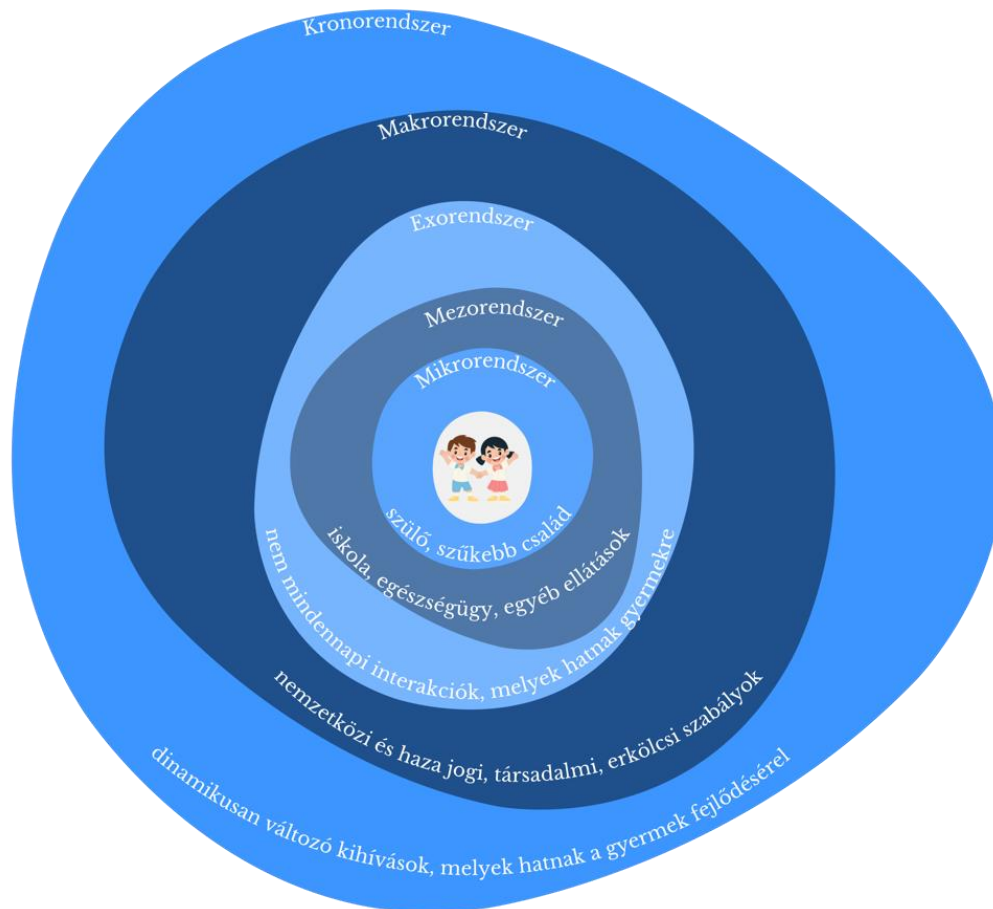 Kronorendszer
Makrorendszer
Exorendszer
Mezorendszer
Mikrorendszer
szülő, szűkebb család
iskola, egészségügy, egyéb ellátások
nem mindennapi interakciók, melyek hatnak gyermekre
nemzetközi és haza jogi, társadalmi, erkölcsi szabályok
dinamikusan változó kihívások, melyek hatnak a gyermek fejlődésérel